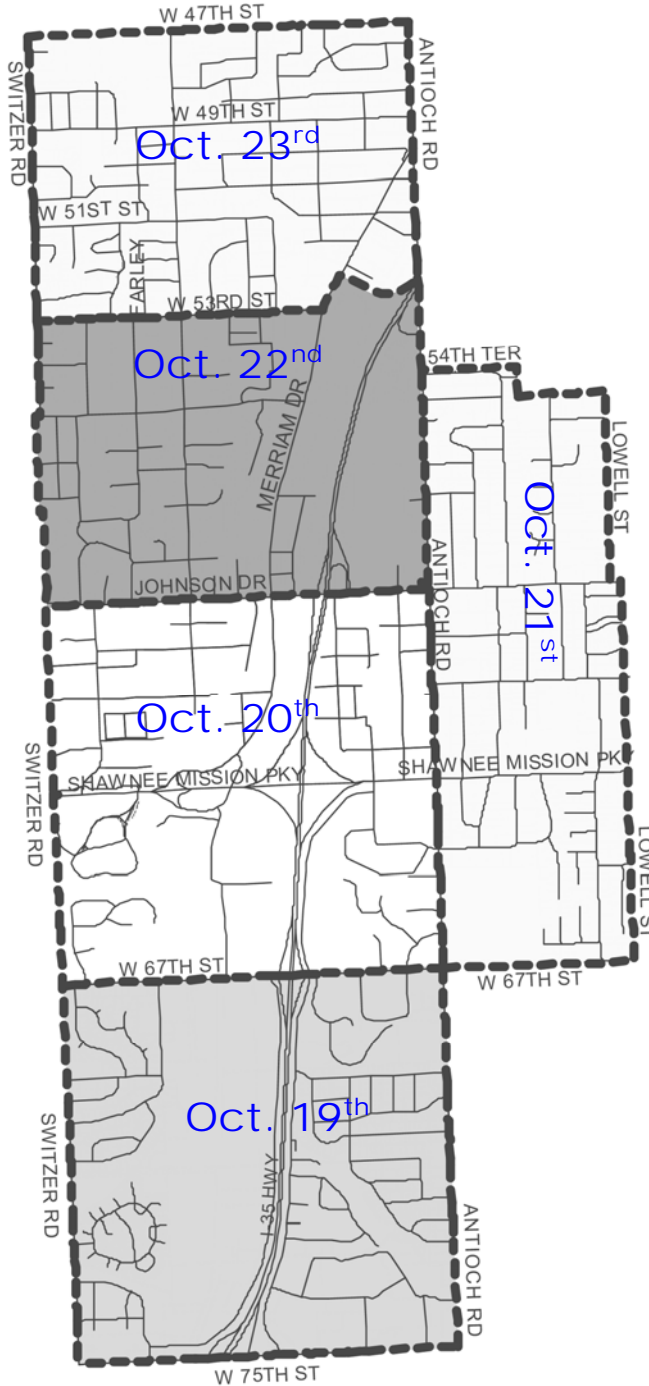 W 47TH ST
SWITZER RD
ANTIOCH RD
W 49TH ST
Oct. 23rd
W 51ST ST
FARLEY
W 53RD ST
Oct. 22nd
54TH TER
MERRIAM DR
LOWELL ST
Oct. 21st
ANTIOCH RD
JOHNSON DR
Oct. 20th
SWITZER RD
SHAWNEE MISSION PKY
SHAWNEE MISSION PKY
LOWELL ST
W 67TH ST
W 67TH ST
Oct. 19th
SWITZER RD
I-35 HWY
ANTIOCH RD
W 75TH ST